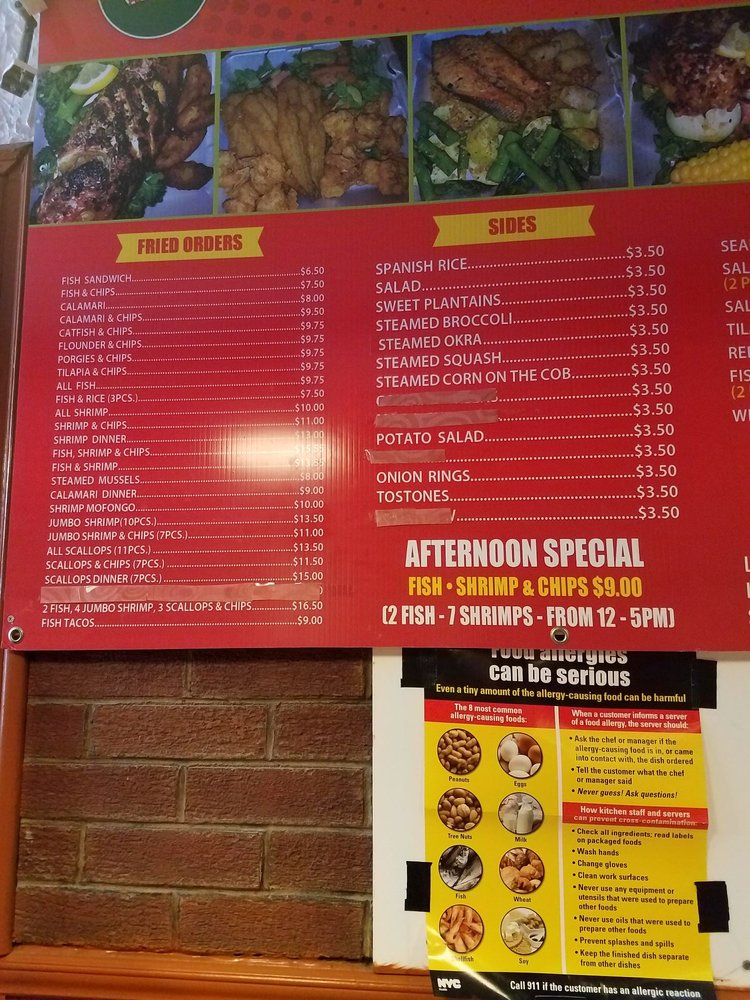 FRIED ORDERS
FISH SANDWICH....$6.50
FISH & CHIPS....$7.50
CALAMARI....$8.00
CALAMARI & CHIPS....$9.50
CATFISH & CHIPS....$9.75
FLOUNDER & CHIPS....$9.75
PORGIES & CHIPS....$9.75
TILAPIA & CHIPS....$9.75
ALL FISH....$9.75
FISH & RICE (3PCS.)....$7.50
ALL SHRIMP....$10.00
SHRIMP & CHIPS....$11.00
SHRIMP DINNER....$13.00
FISH, SHRIMP & CHIPS....
FISH & SHRIMP....
STEAMED MUSSELS....$8.00
CALAMARI DINNER....$9.00
SHRIMP MOFONGO....$10.00
JUMBO SHRIMP(10PCS.)....$13.50
JUMBO SHRIMP & CHIPS (7PCS.)....$11.00
ALL SCALLOPS (11PCS.)....$13.50
SCALLOPS & CHIPS (7PCS.)....$11.50
SCALLOPS DINNER (7PCS.)....$15.00
2 FISH, 4 JUMBO SHRIMP, 3 SCALLOPS & CHIPS....$16.50
FISH TACOS....$9.00
SIDES
SPANISH RICE....$3.50
SALAD....$3.50
SWEET PLANTAINS....$3.50
STEAMED BROCCOLI....$3.50
STEAMED OKRA....$3.50
STEAMED SQUASH....$3.50
STEAMED CORN ON THE COB....$3.50
....$3.50
....$3.50
POTATO SALAD....$3.50
....$3.50
ONION RINGS....$3.50
TOSTONES....$3.50
....$3.50
AFTERNOON SPECIAL
FISH • SHRIMP & CHIPS $9.00
(2 FISH - 7 SHRIMPS - FROM 12 - 5PM)
Food allergies
can be serious
Even a tiny amount of the allergy-causing food can be harmful
The 8 most common
allergy-causing foods:
Peanuts
Eggs
Tree Nuts
Milk
Fish
Wheat
Shellfish
Soy
When a customer informs a server
of a food allergy, the server should:
• Ask the chef or manager if the
allergy-causing food is in, or came
into contact with, the dish ordered
• Tell the customer what the chef
or manager said
• Never guess! Ask questions!
How kitchen staff and servers
can prevent cross-contamination:
• Check all ingredients; read labels
on packaged foods
• Wash hands
• Change gloves
• Clean work surfaces
• Never use any equipment or
utensils that were used to prepare
other foods
• Never use oils that were used to
prepare other foods
• Prevent splashes and spills
• Keep the finished dish separate
from other dishes
NYC
Call 911 if the customer has an allergic reaction